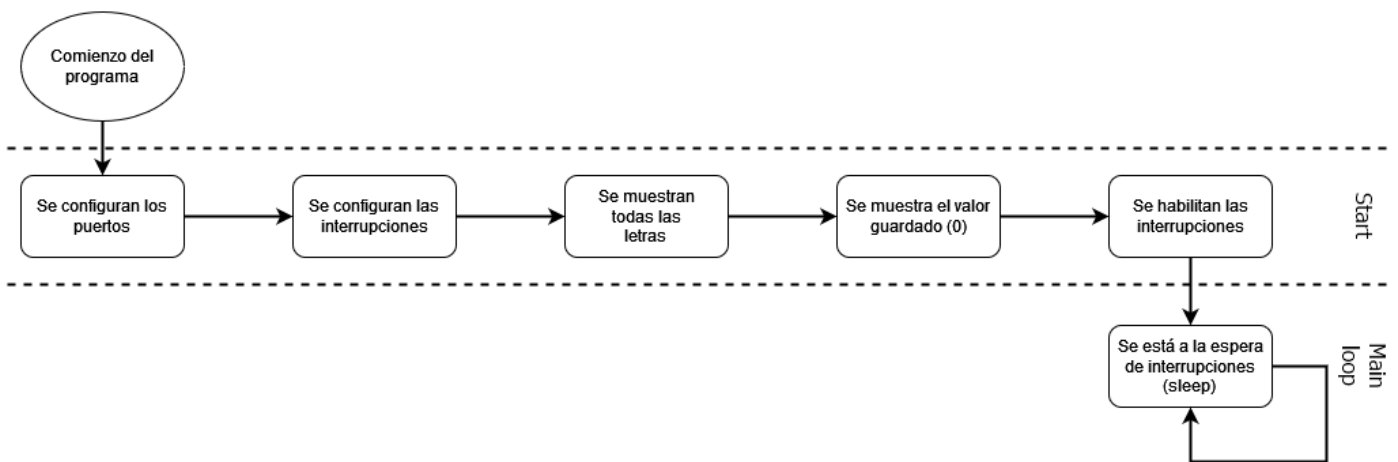 Comienzo del
programa
Se configuran los
puertos
Se configuran las
interrupciones
Se muestran
todas las
letras
Se muestra el valor
guardado (0)
Se habilitan las
interrupciones
Start
Se está a la espera
de interrupciones
(sleep)
Main
loop